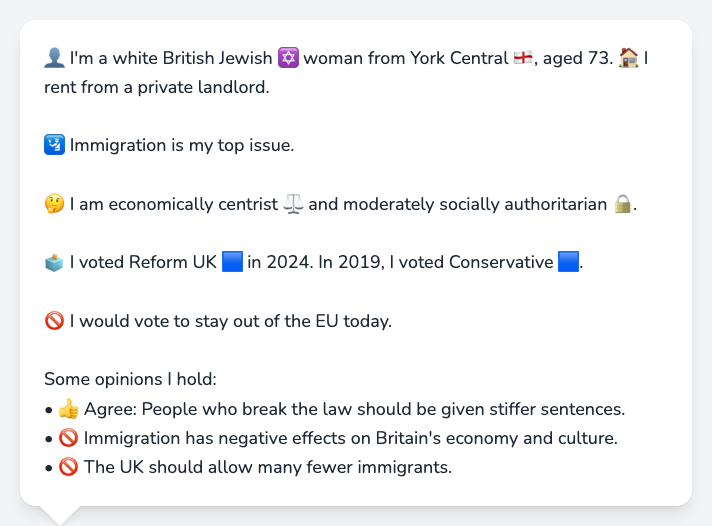 👤 I'm a white British Jewish ✡️ woman from York Central 🏴󠁧󠁢󠁥󠁮󠁧󠁿, aged 73. 🏠 I
rent from a private landlord.
🛂 Immigration is my top issue.
🤔 I am economically centrist ⚖️ and moderately socially authoritarian 🔒.
🗳️ I voted Reform UK 🟦 in 2024. In 2019, I voted Conservative 🟦.
🚫 I would vote to stay out of the EU today.
Some opinions I hold:
• 👍 Agree: People who break the law should be given stiffer sentences.
• 🚫 Immigration has negative effects on Britain's economy and culture.
• 🚫 The UK should allow many fewer immigrants.